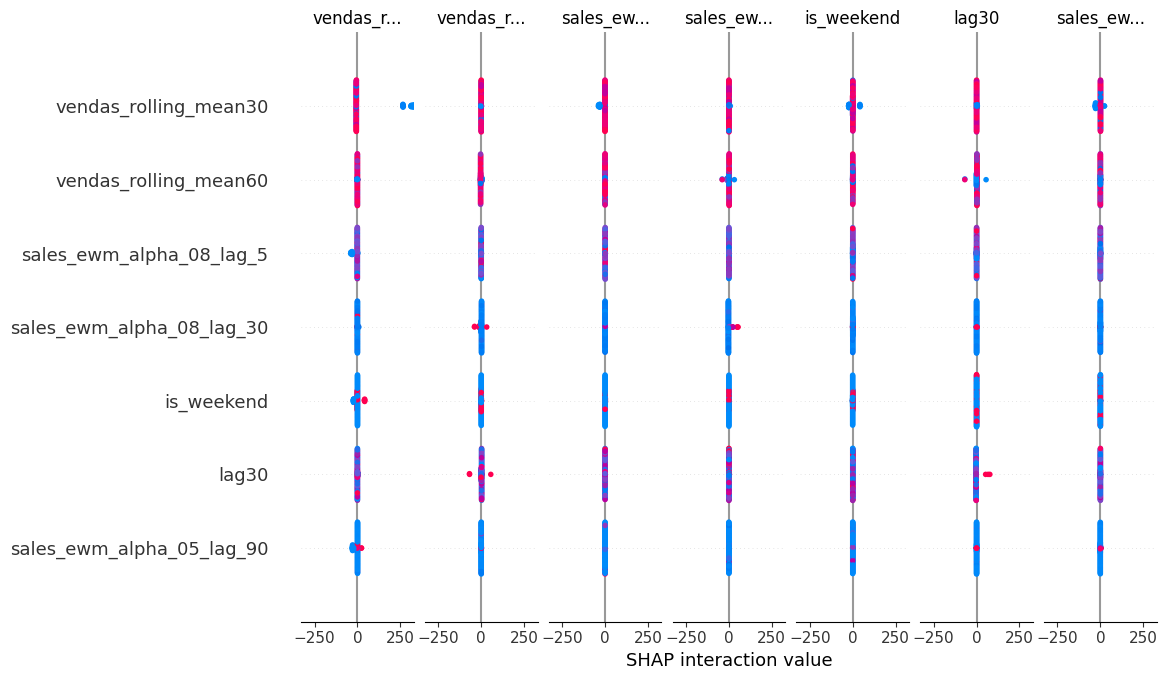 vendas_r... vendas_r... sales_ew... sales_ew... is_weekend lag30 sales_ew...
vendas_rolling_mean30
vendas_rolling_mean60
sales_ewm_alpha_08_lag_5
sales_ewm_alpha_08_lag_30
is_weekend
lag30
sales_ewm_alpha_05_lag_90
−250 0 250 −250 0 250 −250 0 250 −250 0 250 −250 0 250 −250 0 250 −250 0 250
SHAP interaction value